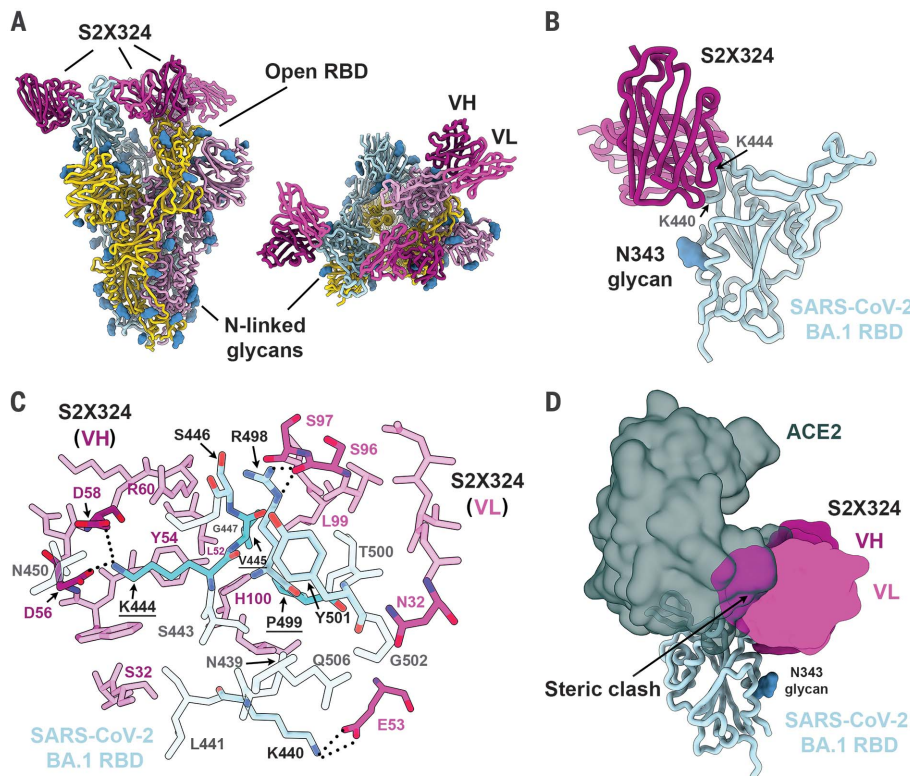 A
S2X324
Open RBD
VH
VL
N-linked
glycans
B
S2X324
K444
K440
N343
glycan
SARS-CoV-2
BA.1 RBD
C
S2X324
(VH)
S446
R498
S97
S96
S2X324
(VL)
D58
R60
L99
G447
Y54
L52
V445
T500
N450
D56
K444
H100
P499
Y501
N32
S443
G502
N439
Q506
S32
E53
SARS-CoV-2
BA.1 RBD
L441
K440
D
ACE2
S2X324
VH
VL
Steric clash
N343
glycan
SARS-CoV-2
BA.1 RBD